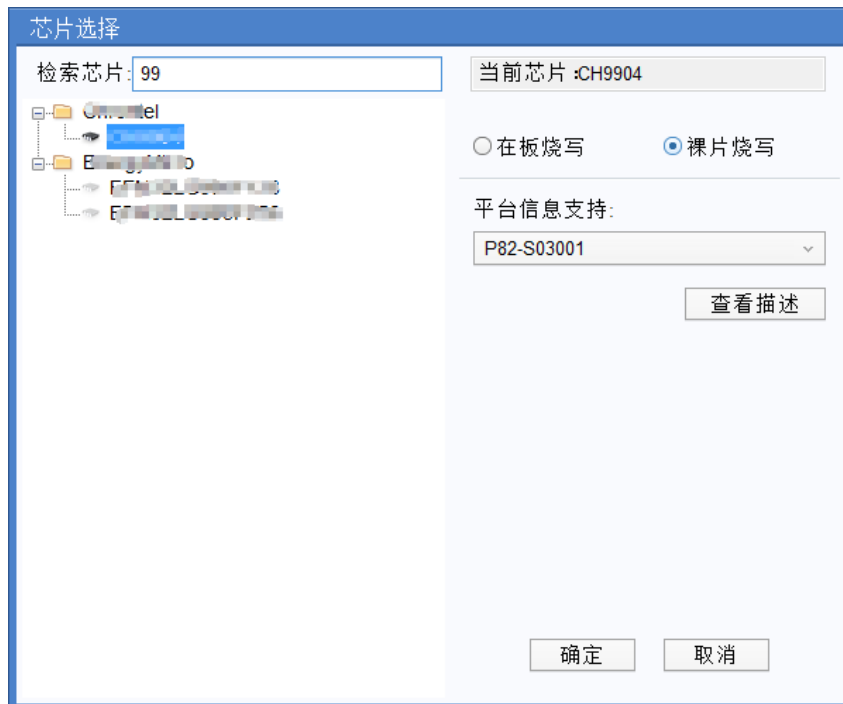 芯片选择
检索芯片: 99
当前芯片:CH9904
在板烧写
裸片烧写
平台信息支持:
P82-S03001
查看描述
确定
取消